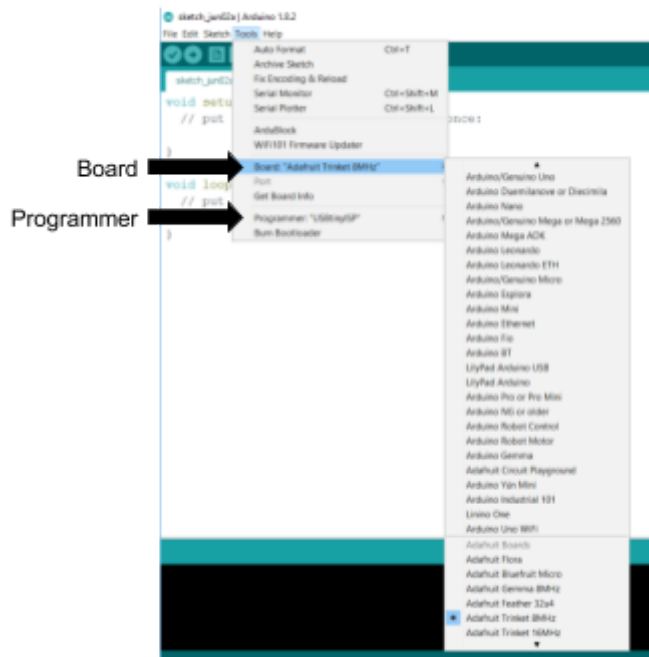 sketch_jun02a | Arduino 1.8.2
File Edit Sketch Tools Help
Auto Format Ctrl+T
Archive Sketch
Fix Encoding & Reload
Serial Monitor Ctrl+Shift+M
Serial Plotter Ctrl+Shift+L
ArduBlock
WiFi101 Firmware Updater
Board: "Adafruit Trinket 8MHz"
Port
Get Board Info
Programmer: "USBtinyISP"
Burn Bootloader
sketch_jun02a
void setu
// put once:
}
void loop
// put
}
Board
Programmer
Arduino/Genuino Uno
Arduino Duemilanove or Diecimila
Arduino Nano
Arduino/Genuino Mega or Mega 2560
Arduino Mega ADK
Arduino Leonardo
Arduino Leonardo ETH
Arduino/Genuino Micro
Arduino Esplora
Arduino Mini
Arduino Ethernet
Arduino Fio
Arduino BT
LilyPad Arduino USB
LilyPad Arduino
Arduino Pro or Pro Mini
Arduino NG or older
Arduino Robot Control
Arduino Robot Motor
Arduino Gemma
Adafruit Circuit Playground
Arduino Yún Mini
Arduino Industrial 101
Linino One
Arduino Uno WiFi
Adafruit Boards
Adafruit Flora
Adafruit Bluefruit Micro
Adafruit Gemma 8MHz
Adafruit Feather 32u4
Adafruit Trinket 8MHz
Adafruit Trinket 16MHz